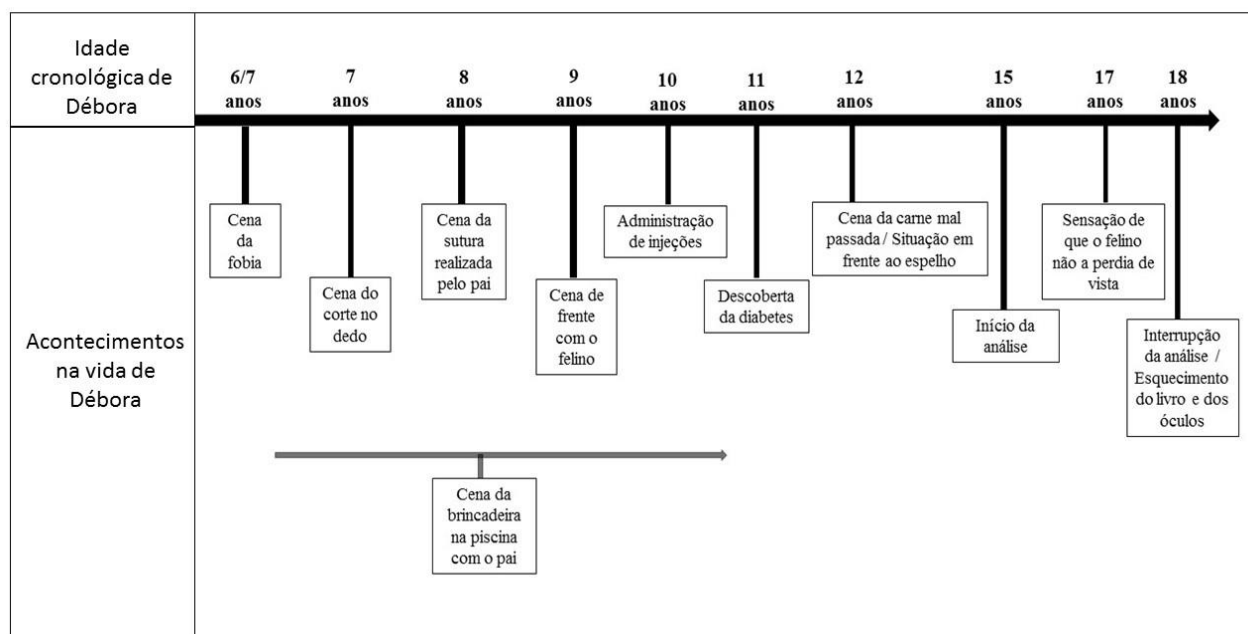 Idade
cronológica de
Débora
6/7
anos
7
anos
8
anos
9
anos
10
anos
11
anos
12
anos
15
anos
17
anos
18
anos
Acontecimentos
na vida de
Débora
Cena
da
fobia
Cena do
corte no
dedo
Cena da
sutura
realizada
pelo pai
Cena de
frente
com o
felino
Administração
de injeções
Descoberta
da diabetes
Cena da carne mal
passada / Situação em
frente ao espelho
Início da
análise
Sensação de
que o felino
não a perdia de
vista
Interrupção
da análise /
Esquecimento
do livro e dos
óculos
Cena da
brincadeira
na piscina
com o pai